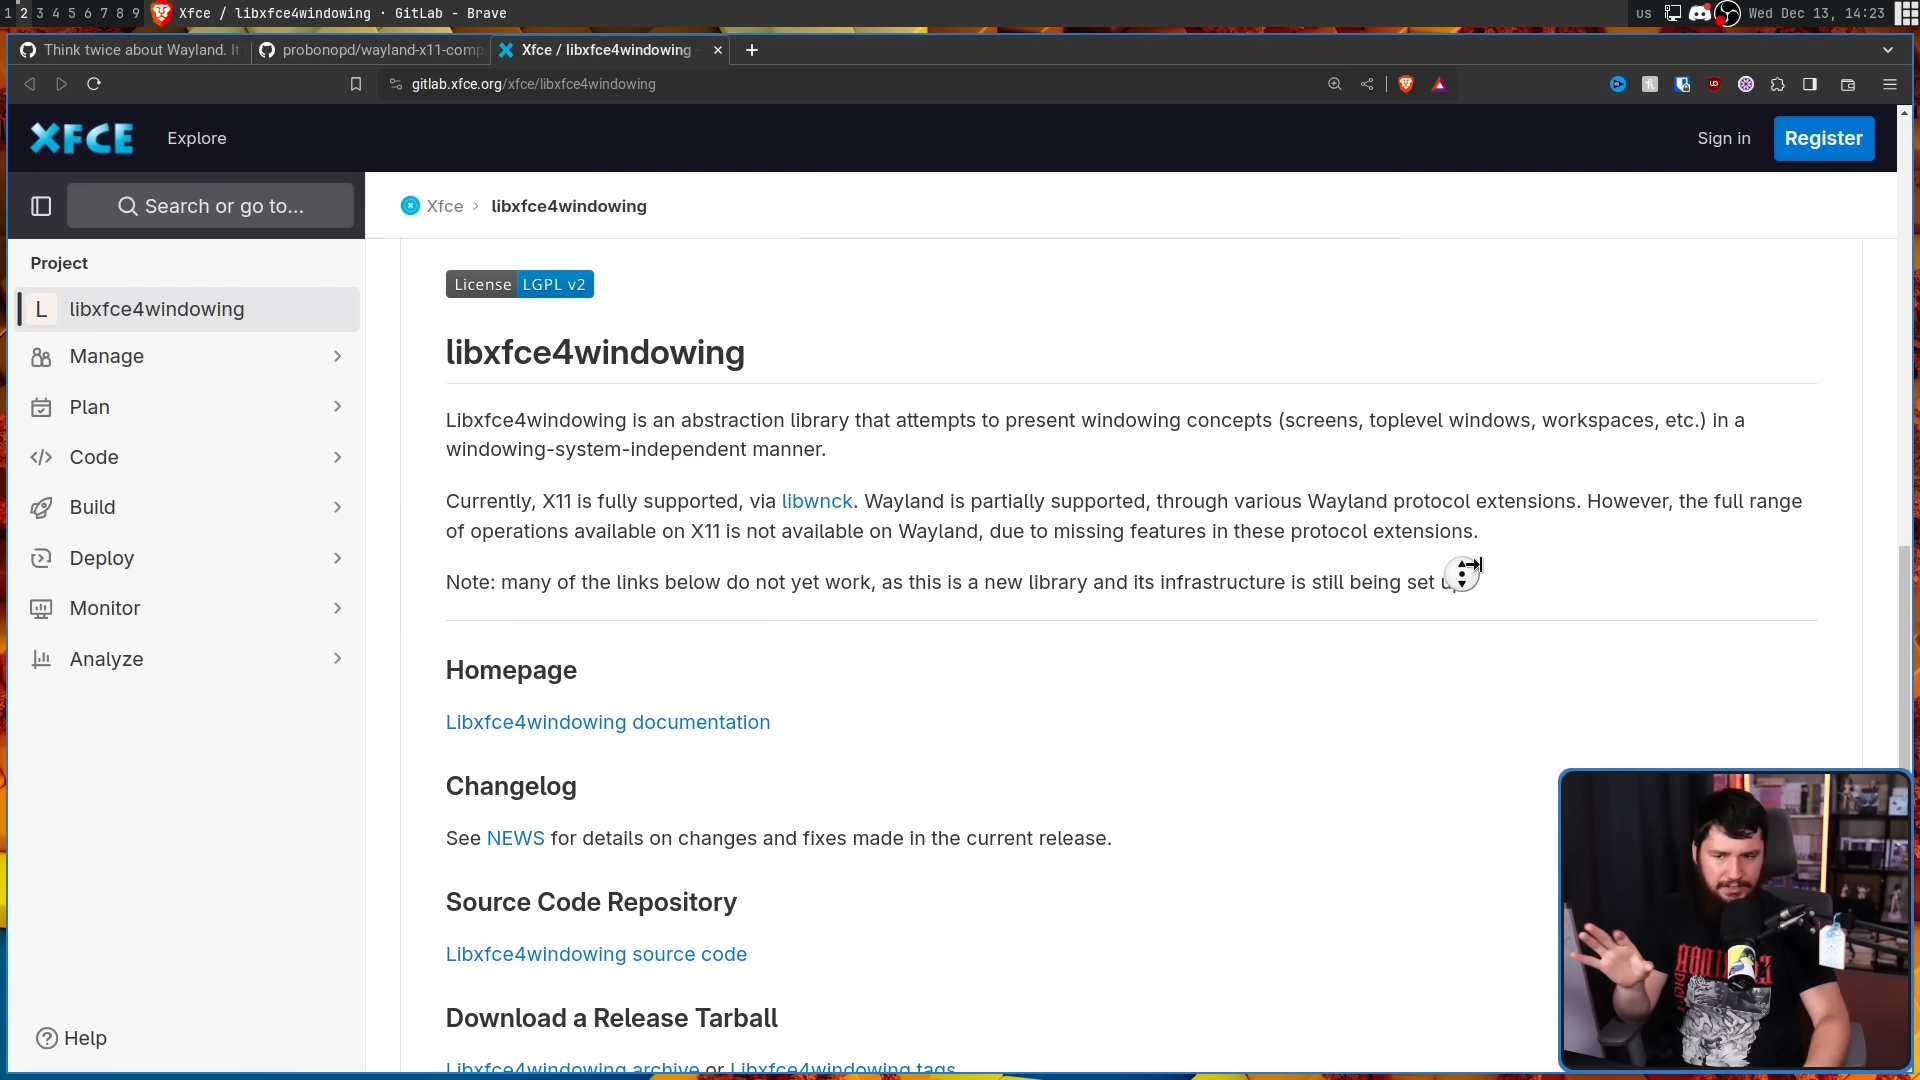 1 2 3 4 5 6 7 8 9 Xfce / libxfce4windowing · GitLab - Brave us Wed Dec 13, 14:23
Think twice about Wayland. It probonopd/wayland-x11-comp Xfce / libxfce4windowing
gitlab.xfce.org/xfce/libxfce4windowing
XFCE Explore Sign in Register
Search or go to... Xfce › libxfce4windowing
Project
L libxfce4windowing
Manage
Plan
Code
Build
Deploy
Monitor
Analyze
Help
License LGPL v2
libxfce4windowing
Libxfce4windowing is an abstraction library that attempts to present windowing concepts (screens, toplevel windows, workspaces, etc.) in a
windowing-system-independent manner.
Currently, X11 is fully supported, via libwnck. Wayland is partially supported, through various Wayland protocol extensions. However, the full range
of operations available on X11 is not available on Wayland, due to missing features in these protocol extensions.
Note: many of the links below do not yet work, as this is a new library and its infrastructure is still being set
Homepage
Libxfce4windowing documentation
Changelog
See NEWS for details on changes and fixes made in the current release.
Source Code Repository
Libxfce4windowing source code
Download a Release Tarball
Libxfce4windowing archive or Libxfce4windowing tags